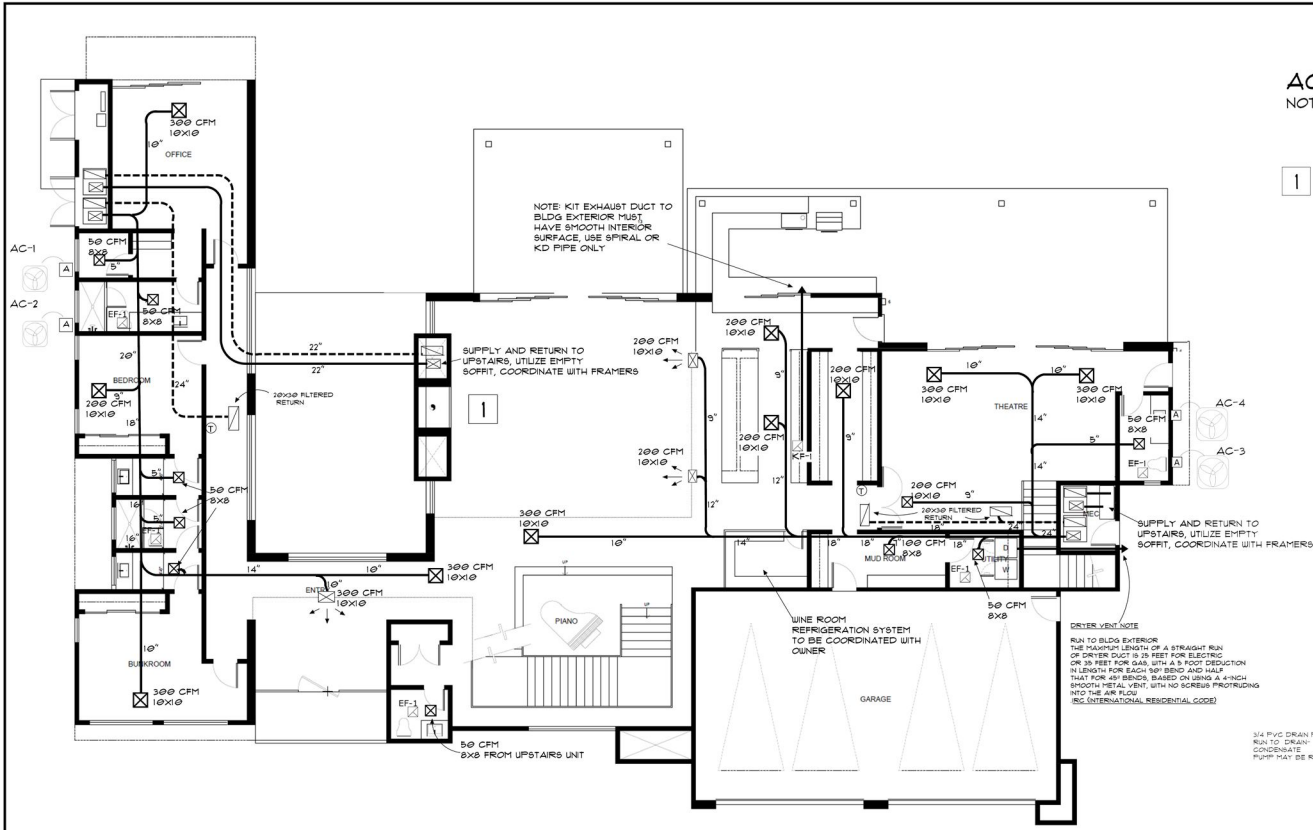 AC
NOT
1
300 CFM
10X10
10"
OFFICE
NOTE: KIT EXHAUST DUCT TO
BLDG EXTERIOR MUST
HAVE SMOOTH INTERIOR
SURFACE, USE SPIRAL OR
KD PIPE ONLY
AC-1
A
50 CFM
8X8
5"
AC-2
A
EF-1
50 CFM
8X8
20"
24"
BEDROOM
200 CFM
10X10
9"
18"
20X30 FILTERED
RETURN
T
22"
22"
SUPPLY AND RETURN TO
UPSTAIRS, UTILIZE EMPTY
SOFFIT, COORDINATE WITH FRAMERS
1
200 CFM
10X10
9"
200 CFM
10X10
12"
200 CFM
10X10
9"
200 CFM
10X10
12"
KF-1
200 CFM
10X10
9"
10"
10"
300 CFM
10X10
300 CFM
10X10
THEATRE
14"
14"
50 CFM
8X8
5"
EF-1
A
AC-4
A
AC-3
200 CFM
10X10
9"
T
20X30 FILTERED
RETURN
18"
24"
24"
MEC
SUPPLY AND RETURN TO
UPSTAIRS, UTILIZE EMPTY
SOFFIT, COORDINATE WITH FRAMERS
5"
50 CFM
8X8
16"
5"
16"
300 CFM
10X10
10"
14"
18"
18"
18"
100 CFM
8X8
MUD ROOM
EF-1
UTILITY
D
W
50 CFM
8X8
14"
10"
10"
300 CFM
10X10
300 CFM
10X10
UP
UP
PIANO
10"
BUNKROOM
300 CFM
10X10
EF-1
50 CFM
8X8 FROM UPSTAIRS UNIT
WINE ROOM
REFRIGERATION SYSTEM
TO BE COORDINATED WITH
OWNER
GARAGE
DRYER VENT NOTE
RUN TO BLDG EXTERIOR
THE MAXIMUM LENGTH OF A STRAIGHT RUN
OF DRYER DUCT IS 25 FEET FOR ELECTRIC
OR 35 FEET FOR GAS, WITH A 5 FOOT DEDUCTION
IN LENGTH FOR EACH 90° BEND AND HALF
THAT FOR 45° BENDS, BASED ON USING A 4-INCH
SMOOTH METAL VENT, WITH NO SCREWS PROTRUDING
INTO THE AIR FLOW
IRC (INTERNATIONAL RESIDENTIAL CODE)
3/4 PVC DRAIN
RUN TO DRAIN-
CONDENSATE
PUMP MAY BE R